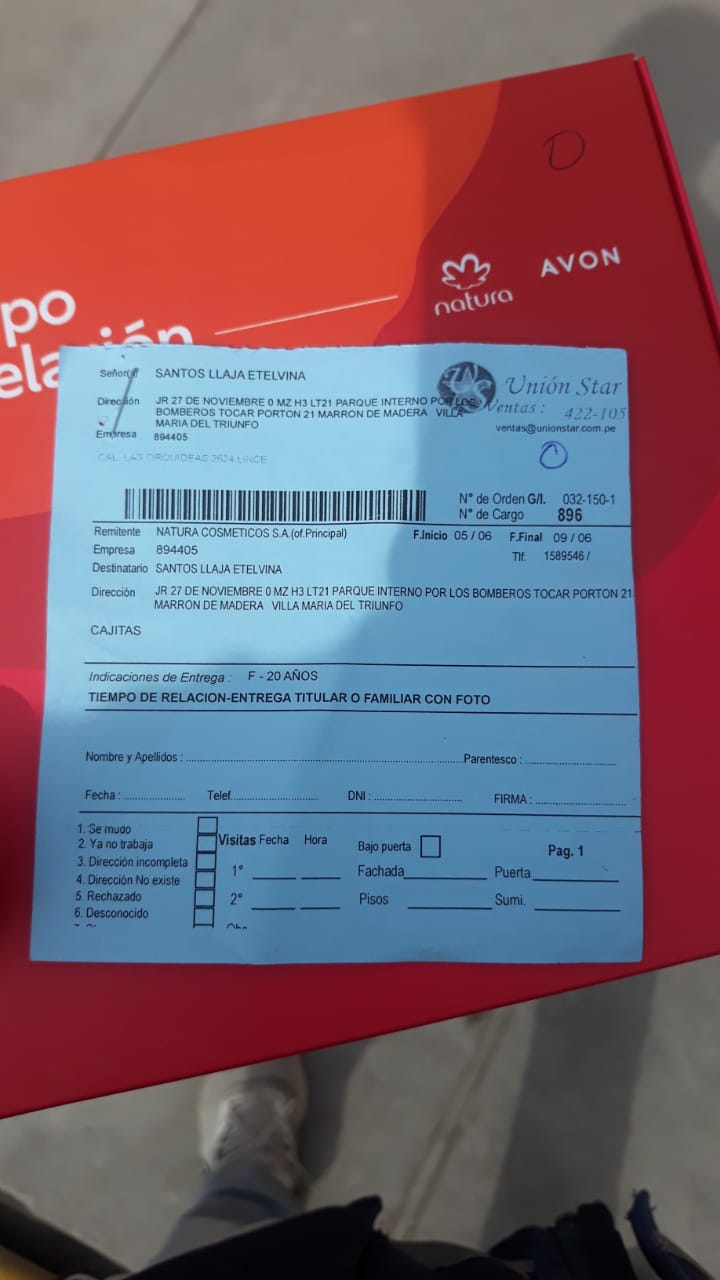 po
elación
natura
AVON
Señor(a) SANTOS LLAJA ETELVINA
Dirección JR 27 DE NOVIEMBRE 0 MZ H3 LT21 PARQUE INTERNO POR LOS
BOMBEROS TOCAR PORTON 21 MARRON DE MADERA VILLA
MARIA DEL TRIUNFO
Empresa 894405
CAL. LAS ORQUIDEAS 2624 LINCE
Unión Star
Ventas : 422-105
ventas@unionstar.com.pe
N° de Orden G/I. 032-150-1
N° de Cargo 896
Remitente NATURA COSMETICOS S.A.(of.Principal)
F.Inicio 05 / 06 F.Final 09 / 06
Empresa 894405
Tlf: 1589546 /
Destinatario SANTOS LLAJA ETELVINA
Dirección JR 27 DE NOVIEMBRE 0 MZ H3 LT21 PARQUE INTERNO POR LOS BOMBEROS TOCAR PORTON 21
MARRON DE MADERA VILLA MARIA DEL TRIUNFO
CAJITAS
Indicaciones de Entrega : F - 20 AÑOS
TIEMPO DE RELACION-ENTREGA TITULAR O FAMILIAR CON FOTO
Nombre y Apellidos : Parentesco :
Fecha : Telef. DNI : FIRMA :
1. Se mudo
2. Ya no trabaja
3. Dirección incompleta
4. Dirección No existe
5. Rechazado
6. Desconocido
Visitas Fecha Hora
1°
2°
Bajo puerta
Pag. 1
Fachada Puerta
Pisos Sumi.